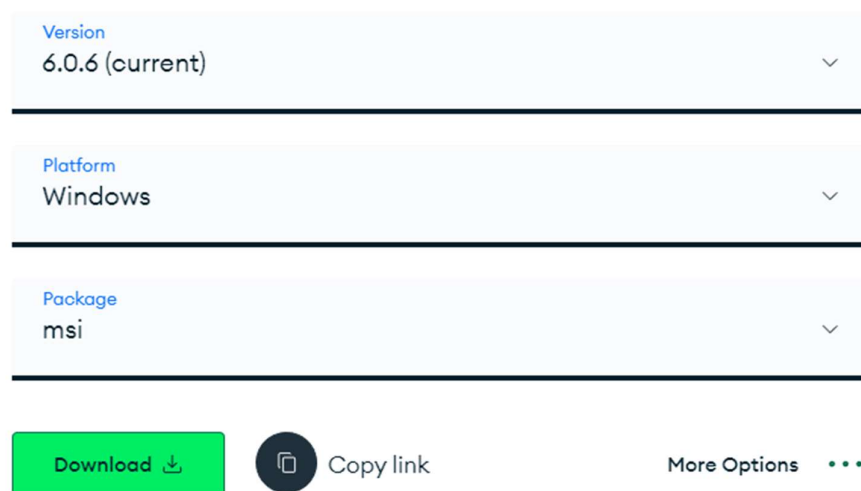 Version
6.0.6 (current)
Platform
Windows
Package
msi
Download
Copy link
More Options